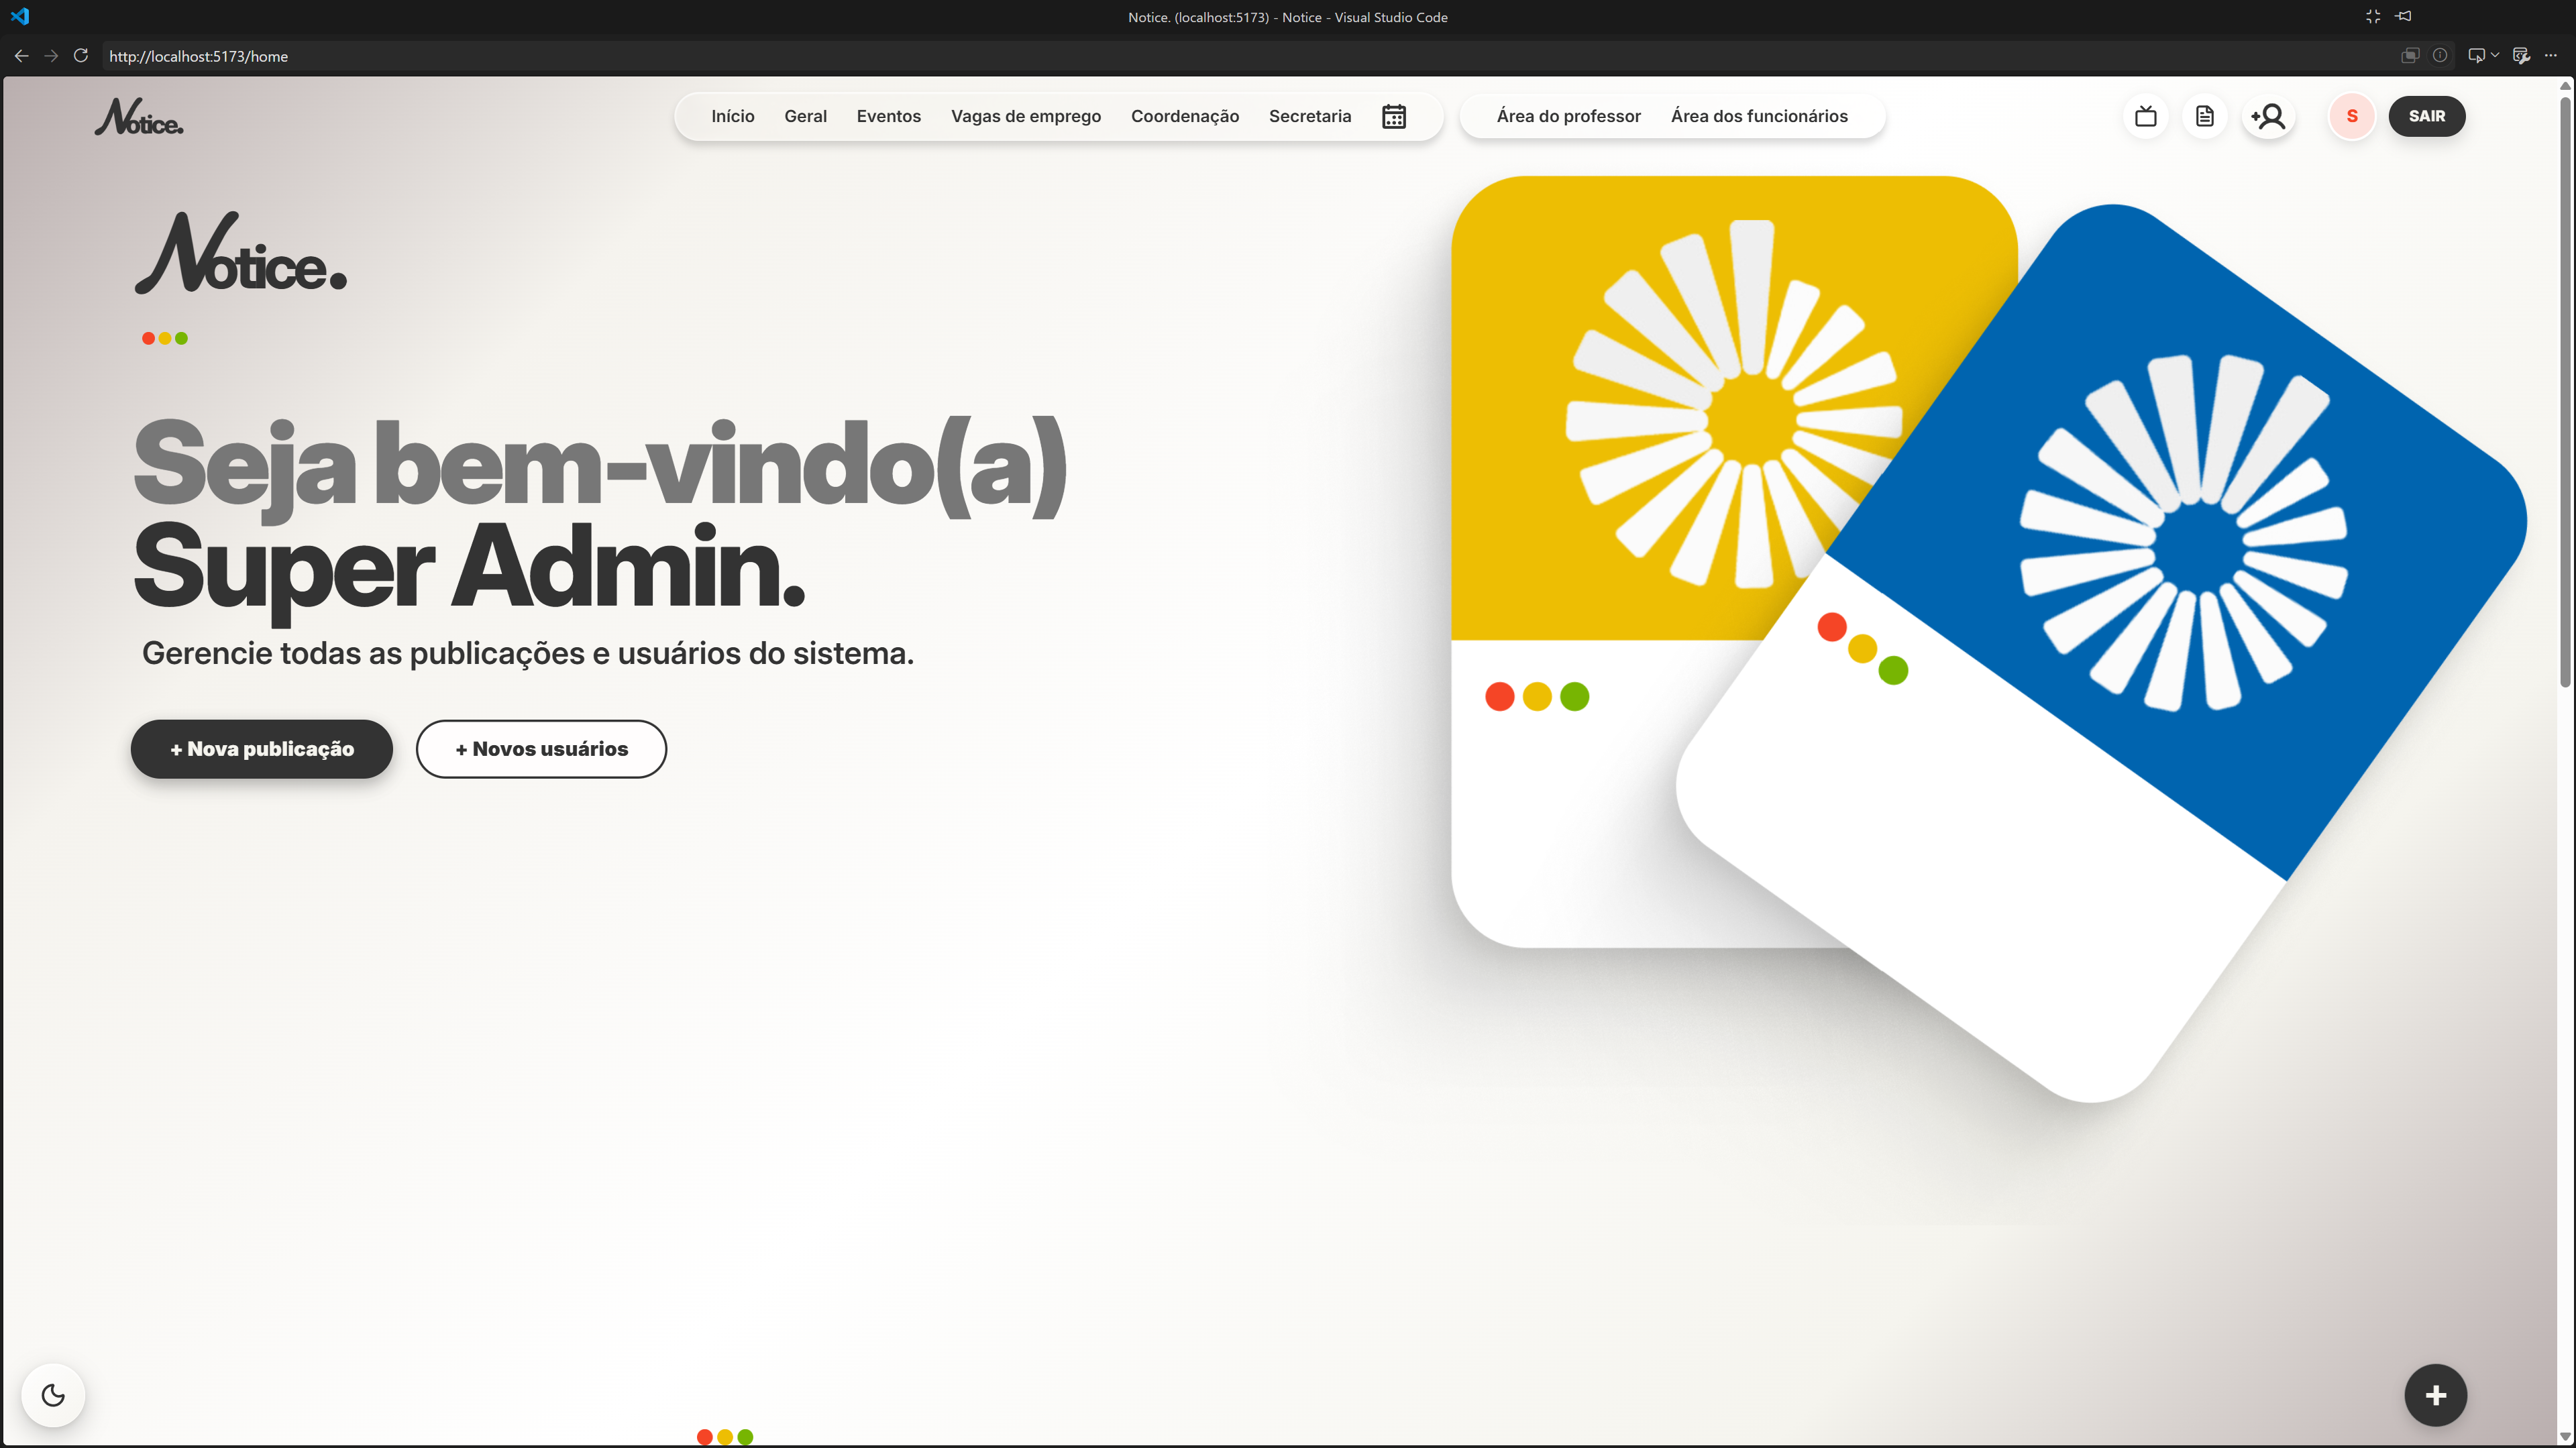 Notice. (localhost:5173) - Notice - Visual Studio Code
http://localhost:5173/home
Notice.
Início Geral Eventos Vagas de emprego Coordenação Secretaria
Área do professor Área dos funcionários
S
SAIR
Notice.
Seja bem-vindo(a)
Super Admin.
Gerencie todas as publicações e usuários do sistema.
+ Nova publicação
+ Novos usuários
+